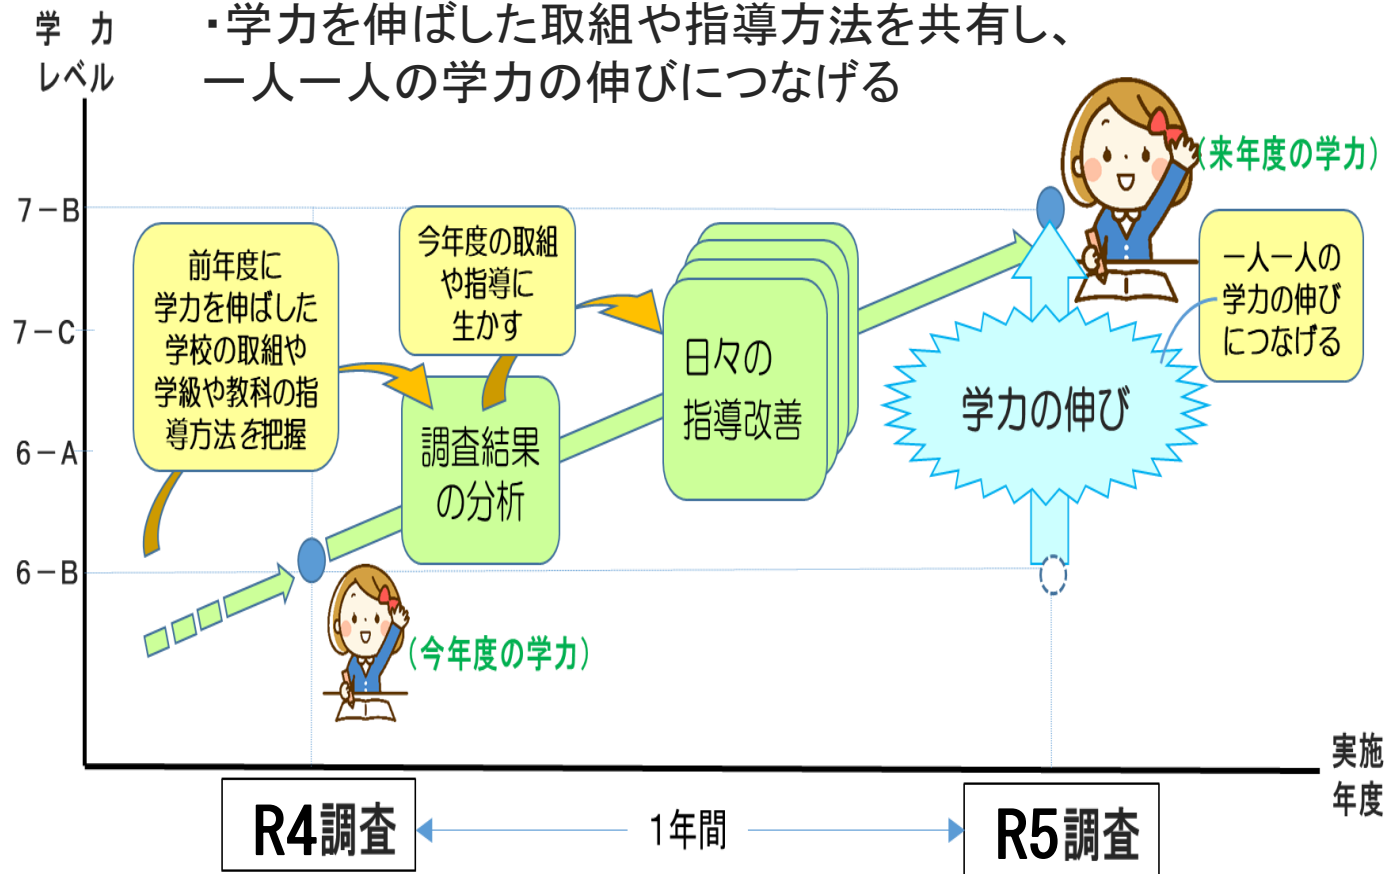 学　力
レベル
・学力を伸ばした取組や指導方法を共有し、
一人一人の学力の伸びにつなげる
(来年度の学力)
7－B
7－C
6－A
6－B
前年度に
学力を伸ばした
学校の取組や
学級や教科の指
導方法を把握
今年度の取組
や指導に
生かす
調査結果
の分析
日々の
指導改善
学力の伸び
一人一人の
学力の伸び
につなげる
(今年度の学力)
実施
年度
R4調査
1年間
R5調査